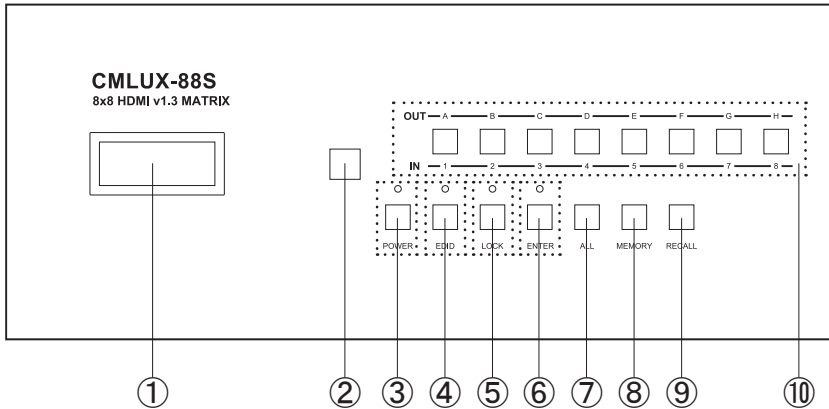 CMLUX-88S
8x8 HDMI v1.3 MATRIX
OUT A B C D E F G H
IN 1 2 3 4 5 6 7 8
POWER EDID LOCK ENTER ALL MEMORY RECALL
① ② ③ ④ ⑤ ⑥ ⑦ ⑧ ⑨ ⑩